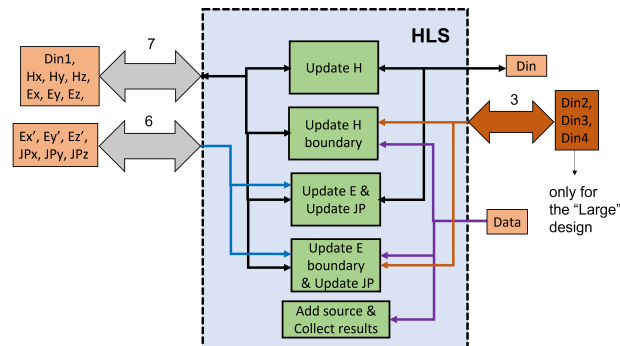 7
HLS
Din1,
Hx, Hy, Hz,
Ex, Ey, Ez,
Update H
Din
6
Ex’, Ey’, Ez’
JPx, JPy, JPz
Update H
boundary
3
Din2,
Din3,
Din4
Update E &
Update JP
only for
the “Large”
design
Data
Update E
boundary
& Update JP
Add source &
Collect results